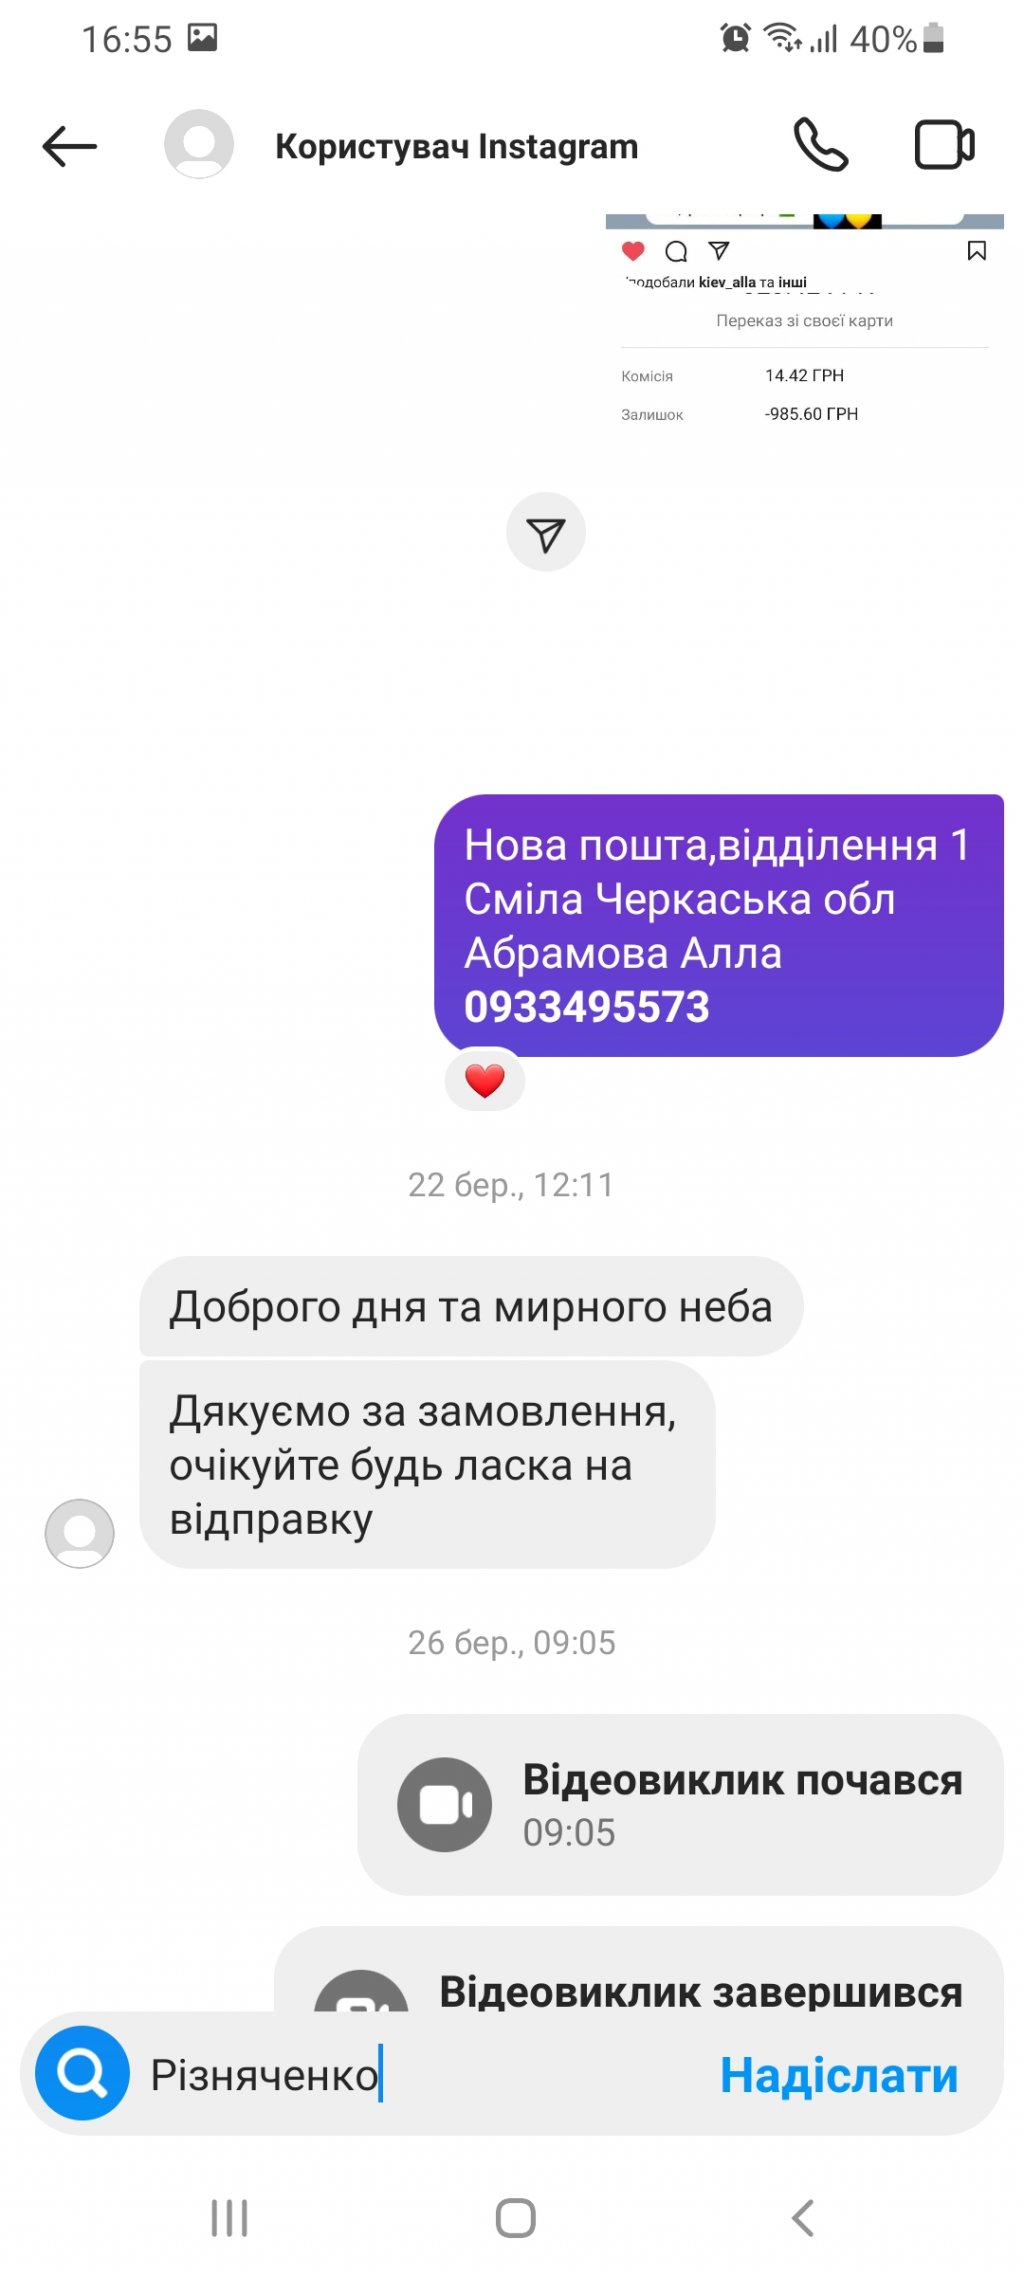 16:55
40%
Користувач Instagram
подобали kiev_alla та інші
Переказ зі своєї карти
Комісія 14.42 ГРН
Залишок -985.60 ГРН
Нова пошта,відділення 1
Сміла Черкаська обл
Абрамова Алла
0933495573
22 бер., 12:11
Доброго дня та мирного неба
Дякуємо за замовлення,
очікуйте будь ласка на
відправку
26 бер., 09:05
Відеовиклик почався
09:05
Відеовиклик завершився
Різняченко
Надіслати